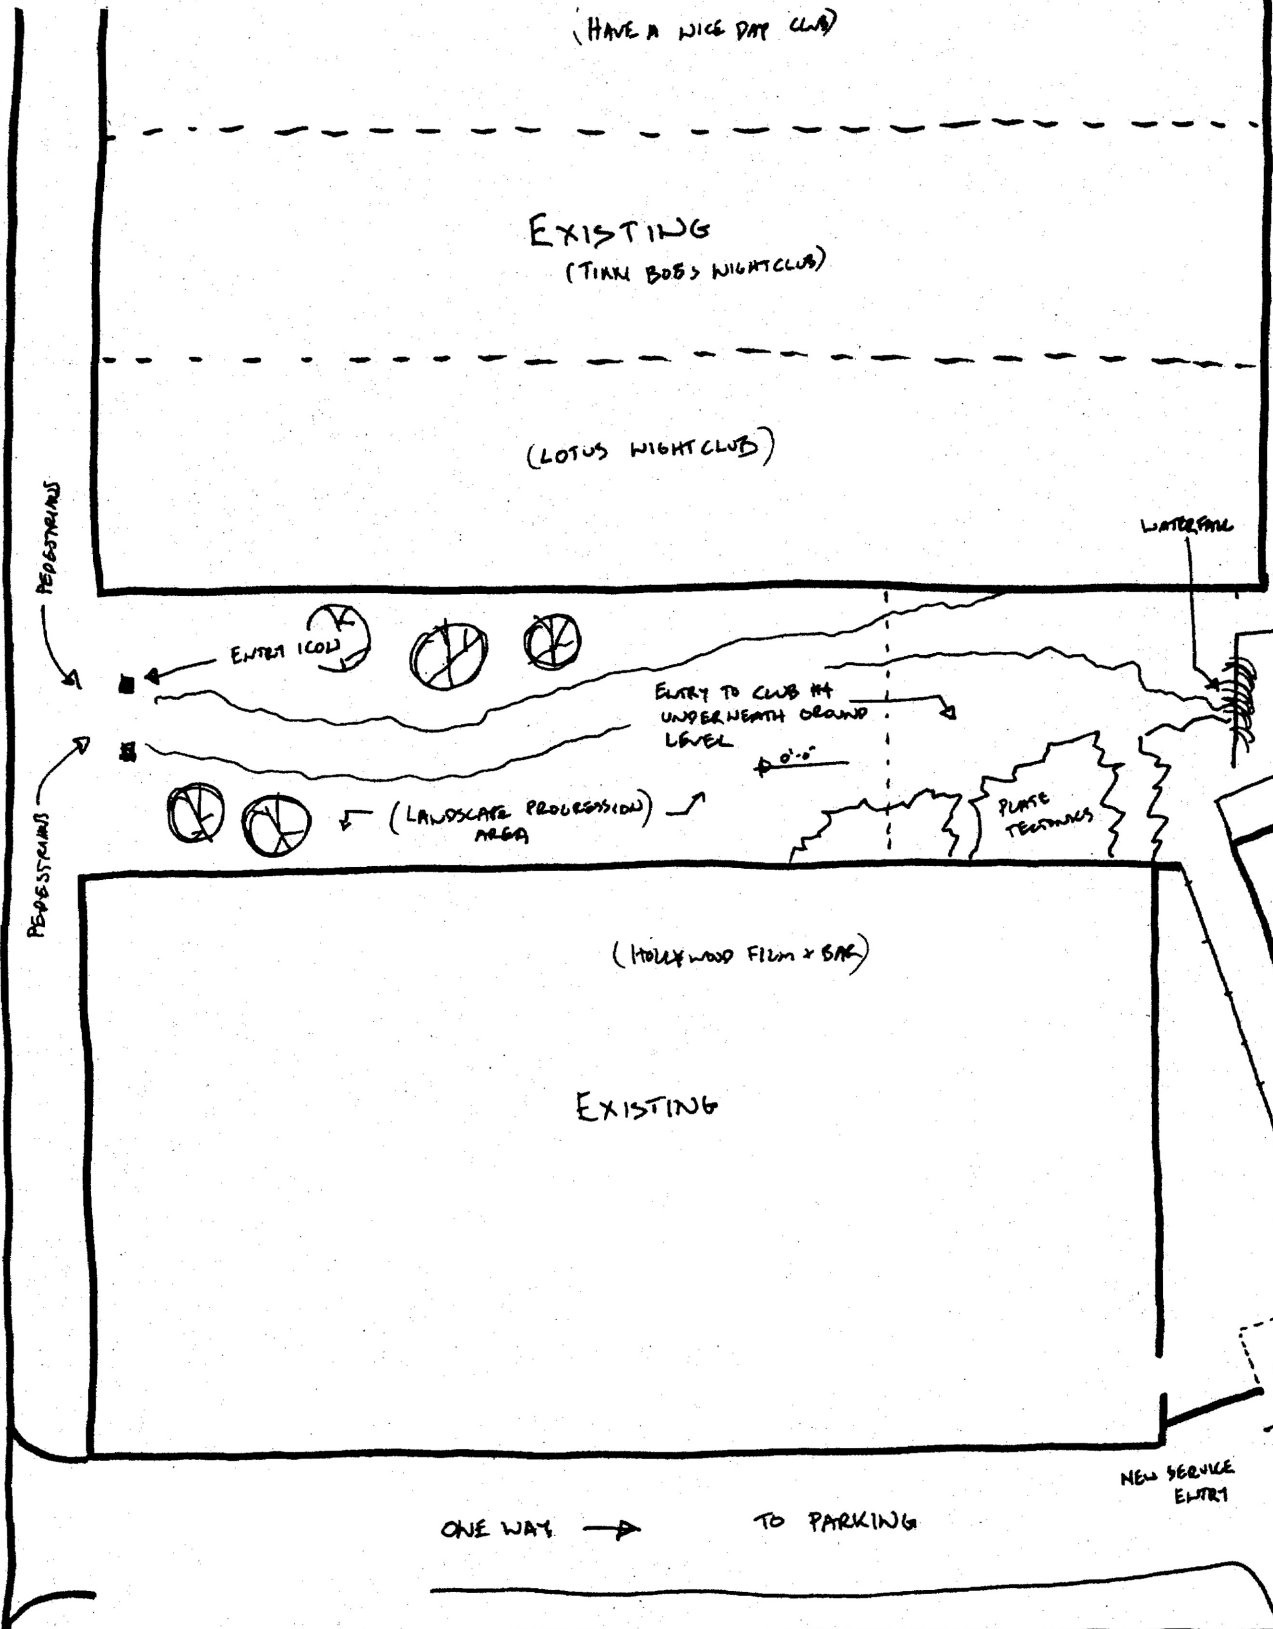 (HAVE A NICE DAY CLUB)
EXISTING
(TIKKI BOB'S NIGHTCLUB)
(LOTUS NIGHTCLUB)
PEDESTRIANS
WATERFALL
ENTRY ICON
ENTRY TO CLUB #4
UNDERNEATH GROUND
LEVEL
0'-0"
(LANDSCAPE PROGRESSION)
AREA
PLATE
TECTONICS
PEDESTRIANS
(HOLLYWOOD FILM & BAR)
EXISTING
NEW SERVICE
ENTRY
ONE WAY → TO PARKING